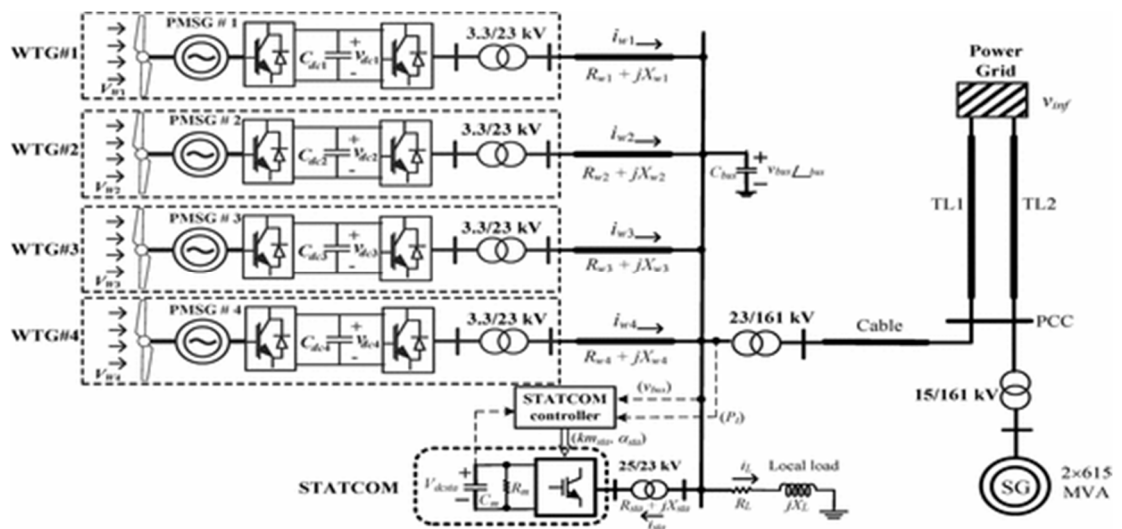 PMSG # 1
WTG#1
Vw1
Cdc1
+
vdc1
-
3.3/23 kV
iw1
Rw1 + jXw1
PMSG # 2
WTG#2
Vw2
Cdc2
+
vdc2
-
3.3/23 kV
iw2
Rw2 + jXw2
Cbus
+
vbus∠bus
-
PMSG # 3
WTG#3
Vw3
Cdc3
+
vdc3
-
3.3/23 kV
iw3
Rw3 + jXw3
PMSG # 4
WTG#4
Vw4
Cdc4
+
vdc4
-
3.3/23 kV
iw4
Rw4 + jXw4
Power
Grid
vinf
TL1
TL2
23/161 kV
Cable
PCC
15/161 kV
SG
2×615
MVA
STATCOM
controller
(vbus)
(kmsta, αsta)
STATCOM
Vdcsta
+
-
Cm
Rm
25/23 kV
Rsta + jXsta
ista
iL
Local load
RL
jXL